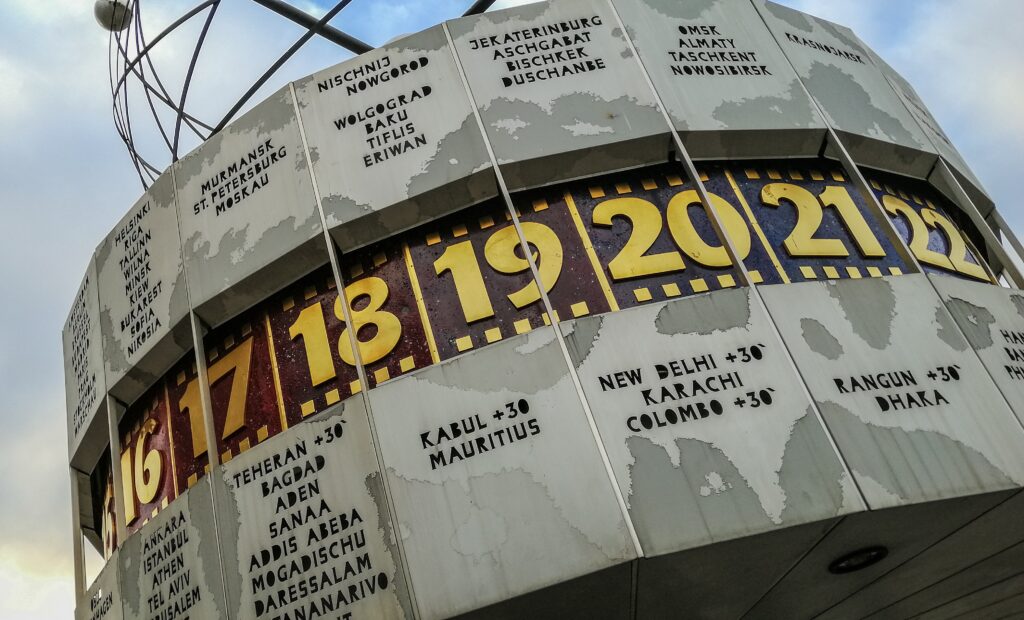 HELSINKI
RIGA
TALLINN
WILNA
MINSK
KIEW
BUKAREST
SOFIA
NIKOSIA
MURMANSK
ST. PETERSBURG
MOSKAU
NISCHNIJ
NOWGOROD
WOLGOGRAD
BAKU
TIFLIS
ERIWAN
JEKATERINBURG
ASCHGABAT
BISCHKEK
DUSCHANBE
OMSK
ALMATY
TASCHKENT
NOWOSIBIRSK
KRASNOJARSK
16 17 18 19 20 21 22
ANKARA
ISTANBUL
ATHEN
TEL AVIV
TEHERAN +30`
BAGDAD
ADEN
SANAA
ADDIS ABEBA
MOGADISCHU
DARESSALAM
KABUL +30
MAURITIUS
NEW DELHI +30`
KARACHI
COLOMBO +30`
RANGUN +30`
DHAKA